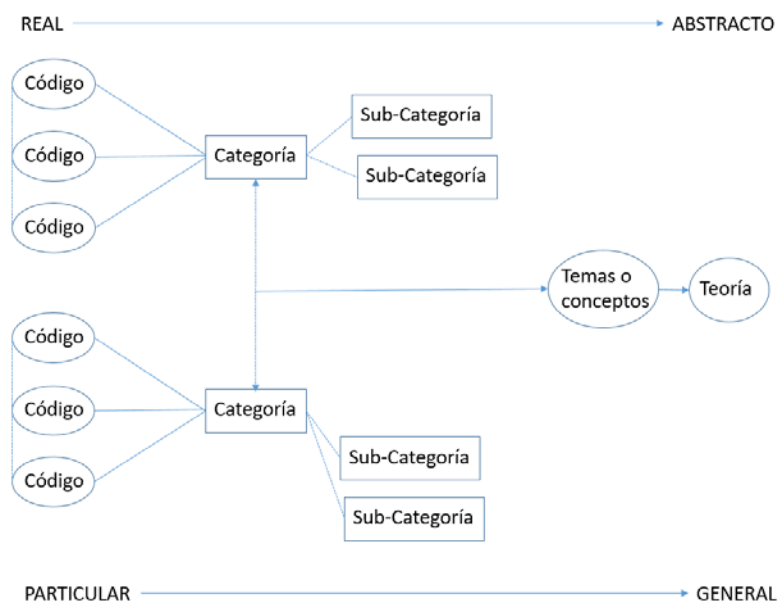 REAL
ABSTRACTO
Código
Sub-Categoría
Código
Categoría
Sub-Categoría
Código
Temas o
conceptos
Teoría
Código
Código
Categoría
Sub-Categoría
Código
Sub-Categoría
PARTICULAR
GENERAL